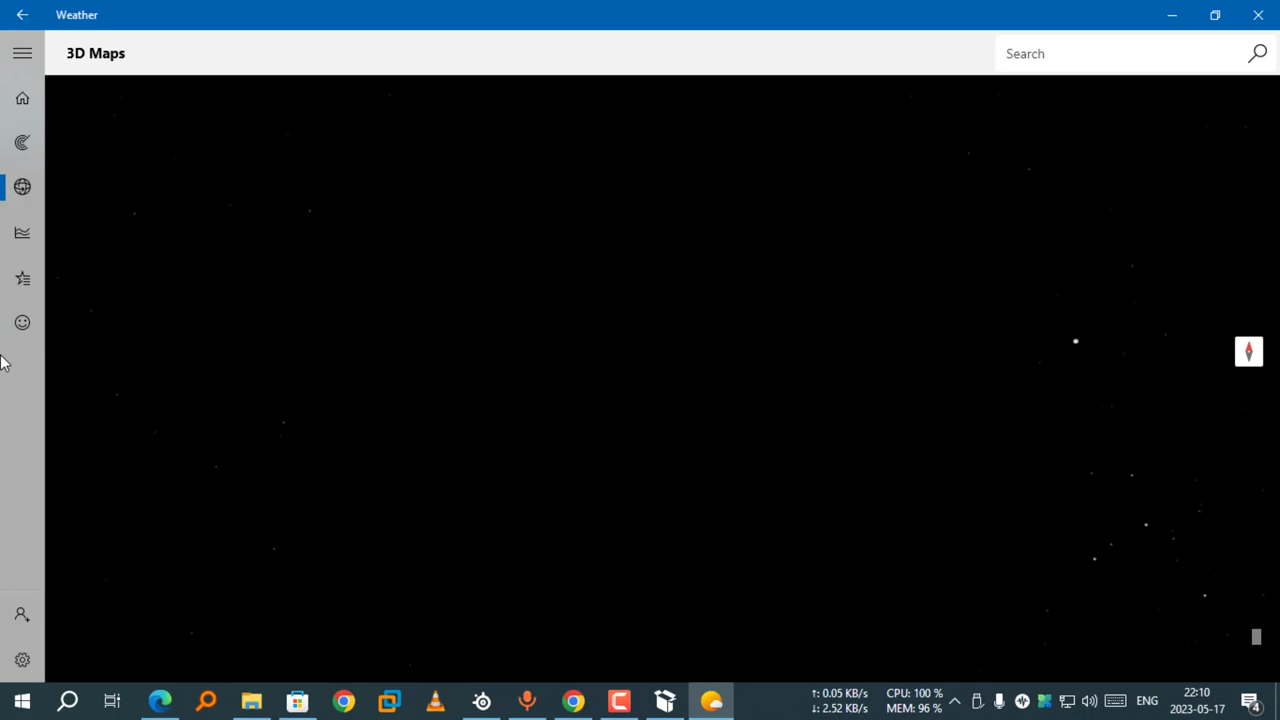 Weather
3D Maps
Search
↑: 0.05 KB/s
↓: 2.52 KB/s
CPU: 100 %
MEM: 96 %
ENG
22:10
2023-05-17
4